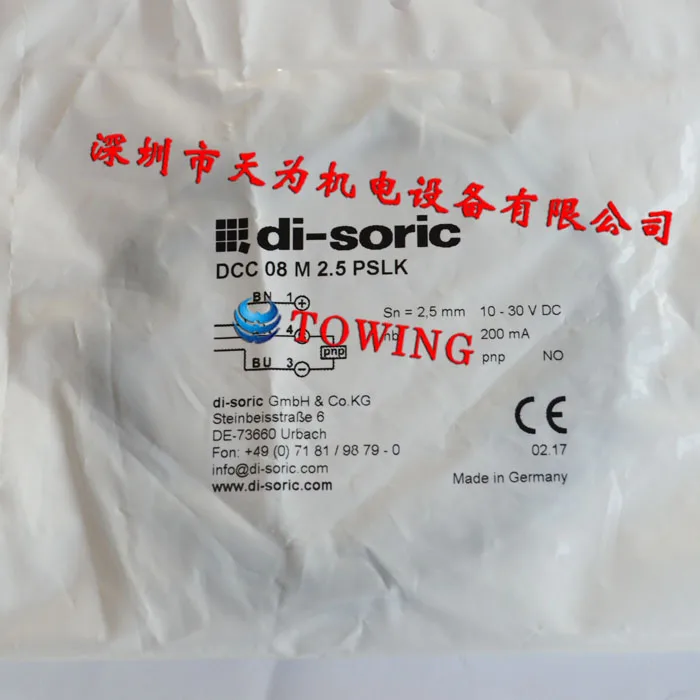 深圳市天为机电设备有限公司
di-soric
DCC 08 M 2.5 PSLK
BN 1 +
4
pnp
BU 3 -
TOWING
Sn = 2,5 mm 10 - 30 V DC
nb 200 mA
pnp NO
di-soric GmbH & Co.KG
Steinbeisstraße 6
DE-73660 Urbach
Fon: +49 (0) 71 81 / 98 79 - 0
info@di-soric.com
www.di-soric.com
CE
02.17
Made in Germany